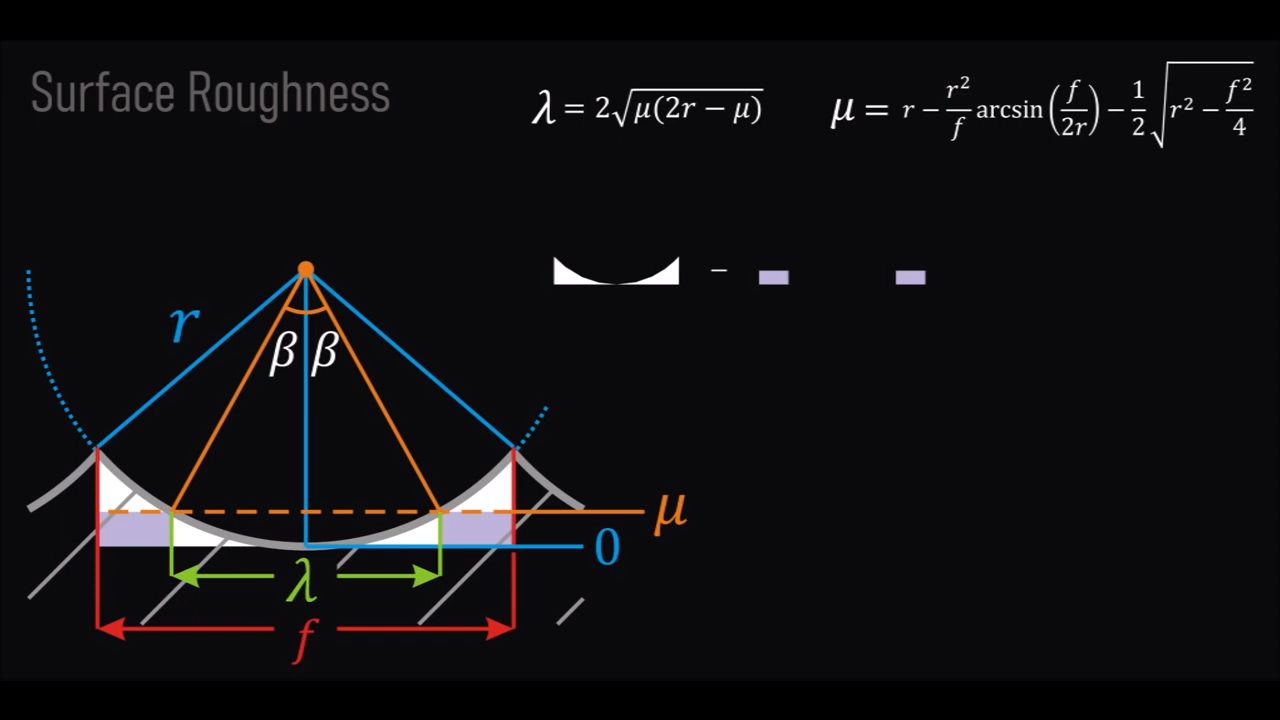 Surface Roughness
λ = 2√(μ(2r − μ))
μ = r − r²/f arcsin(f/2r) − 1/2 √(r² − f²/4)
−
r
β β
μ
0
λ
f